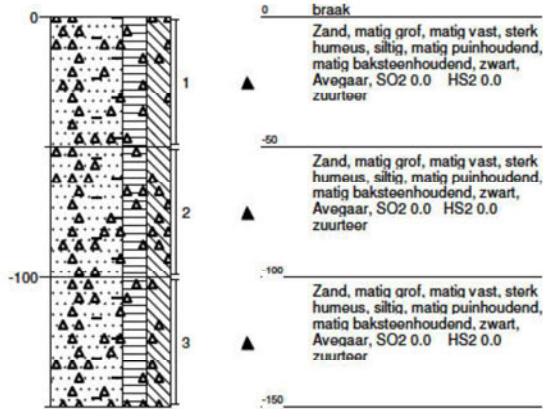 0
0 braak
Zand, matig grof, matig vast, sterk
humeus, siltig, matig puinhoudend,
matig baksteenhoudend, zwart,
Avegaar, SO2 0.0 HS2 0.0
zuurteer
1
-50
Zand, matig grof, matig vast, sterk
humeus, siltig, matig puinhoudend,
matig baksteenhoudend, zwart,
Avegaar, SO2 0.0 HS2 0.0
zuurteer
2
-100
-100
Zand, matig grof, matig vast, sterk
humeus, siltig, matig puinhoudend,
matig baksteenhoudend, zwart,
Avegaar, SO2 0.0 HS2 0.0
zuurteer
3
-150